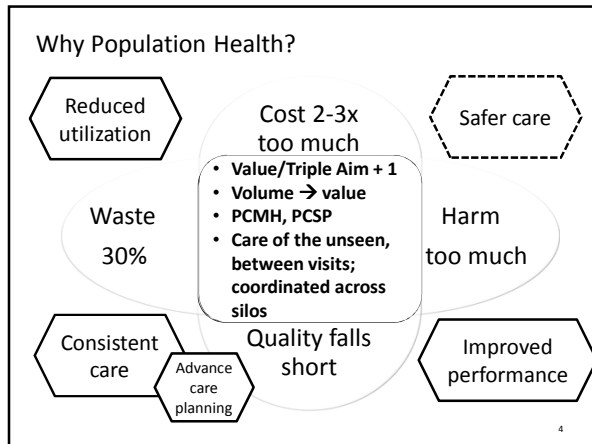 Why Population Health?
Reduced
utilization
Cost 2-3x
too much
Safer care
• Value/Triple Aim + 1
• Volume → value
• PCMH, PCSP
• Care of the unseen,
between visits;
coordinated across
silos
Waste
30%
Harm
too much
Consistent
care
Advance
care
planning
Quality falls
short
Improved
performance
4